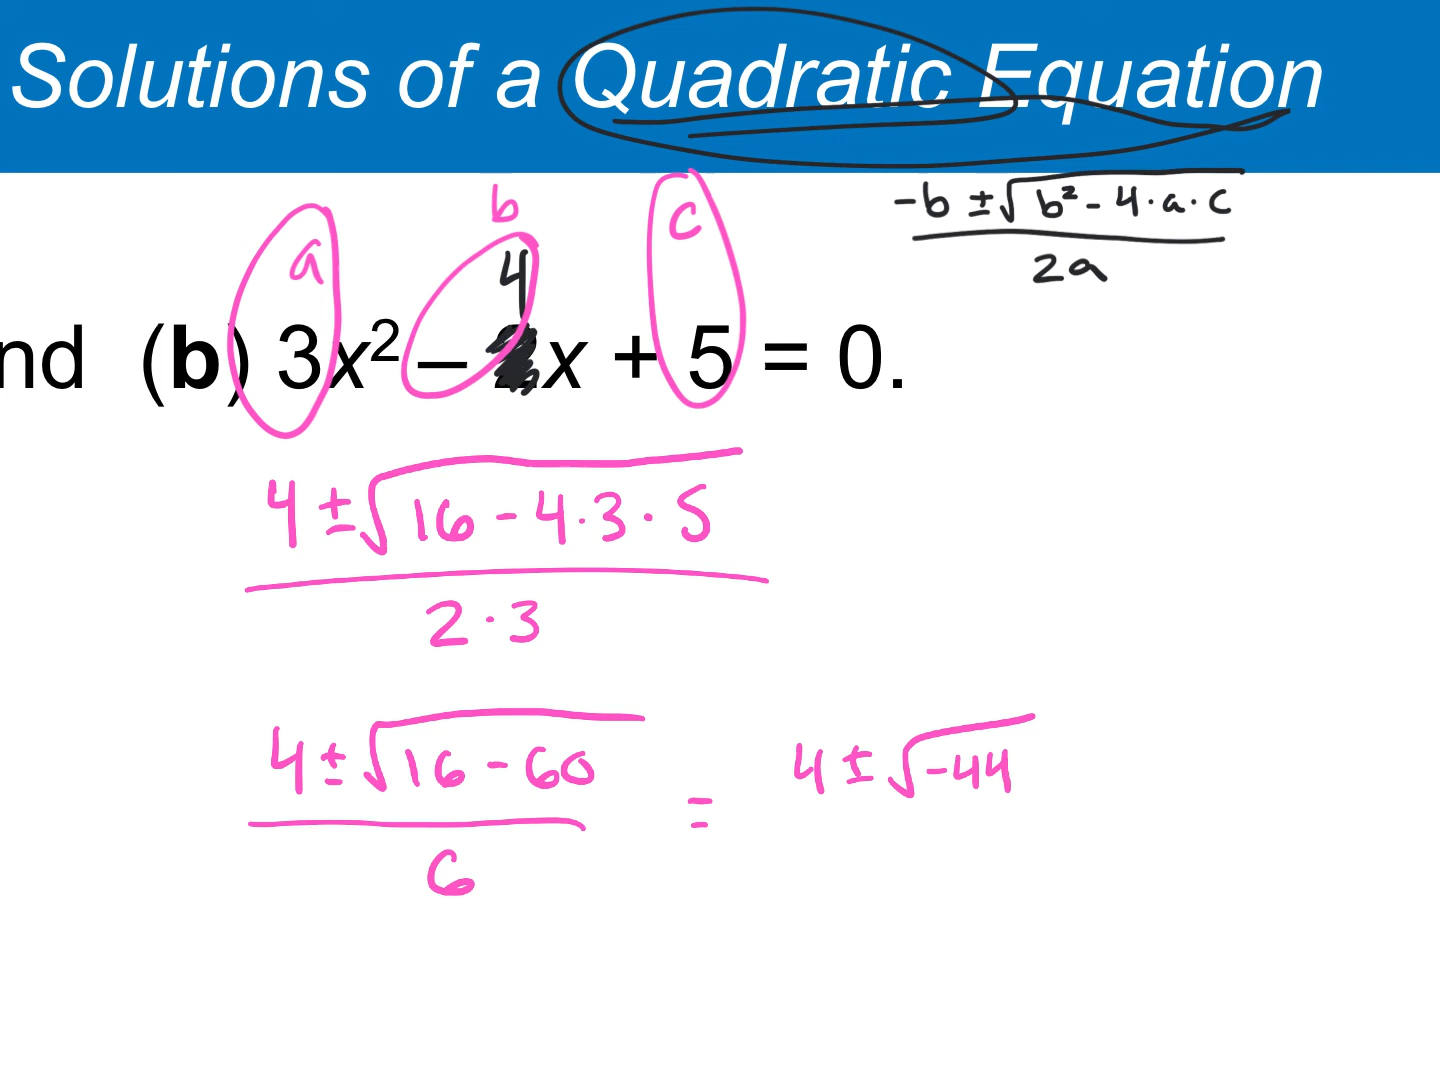 Solutions of a Quadratic Equation
-b ± √(b² - 4 · a · c)
2a
a b c
4
nd (b) 3x² – x + 5 = 0.
4 ± √(16 - 4 · 3 · 5)
2 · 3
4 ± √(16 - 60) = 4 ± √(-44)
6